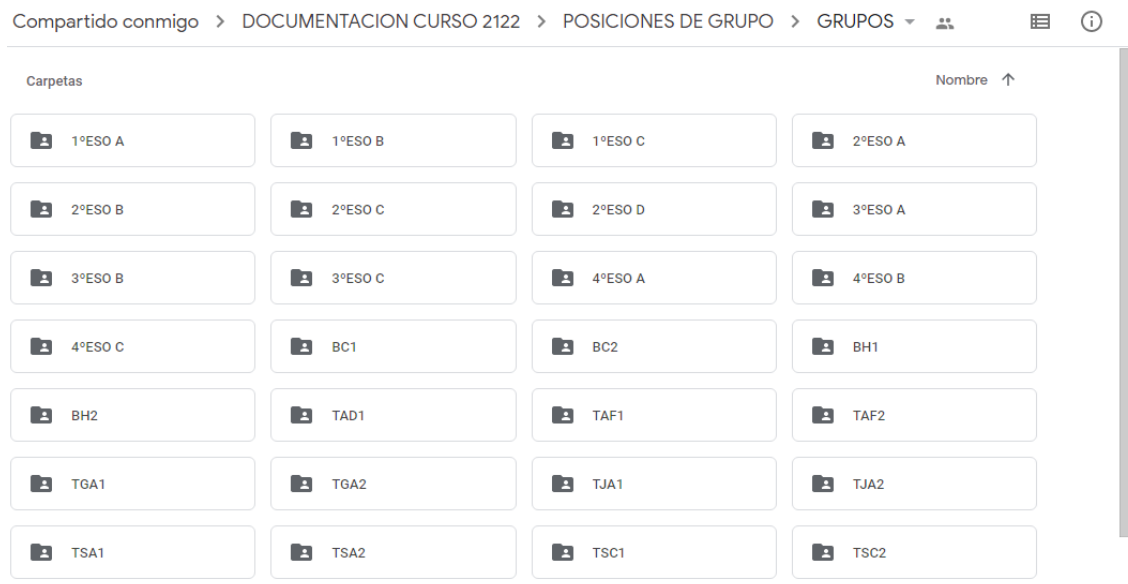 Compartido conmigo > DOCUMENTACION CURSO 2122 > POSICIONES DE GRUPO > GRUPOS
Carpetas Nombre ↑
1ºESO A 1ºESO B 1ºESO C 2ºESO A
2ºESO B 2ºESO C 2ºESO D 3ºESO A
3ºESO B 3ºESO C 4ºESO A 4ºESO B
4ºESO C BC1 BC2 BH1
BH2 TAD1 TAF1 TAF2
TGA1 TGA2 TJA1 TJA2
TSA1 TSA2 TSC1 TSC2